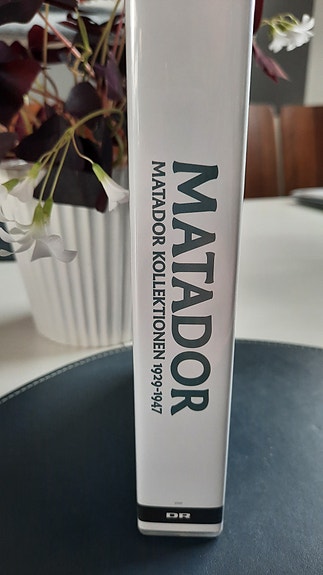 MATADOR
MATADOR KOLLEKTIONEN 1929-1947
DR